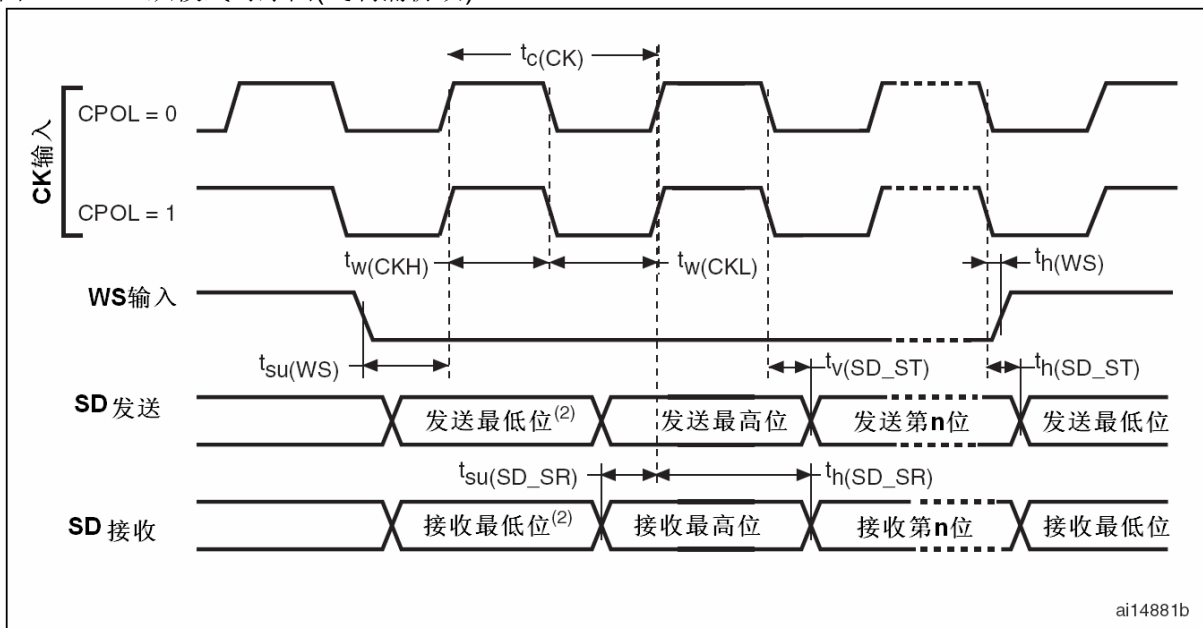 tc(CK)
CK输入
CPOL = 0
CPOL = 1
tw(CKH)
tw(CKL)
th(WS)
WS输入
tsu(WS)
tv(SD_ST)
th(SD_ST)
SD 发送
发送最低位(2)
发送最高位
发送第n位
发送最低位
tsu(SD_SR)
th(SD_SR)
SD 接收
接收最低位(2)
接收最高位
接收第n位
接收最低位
ai14881b